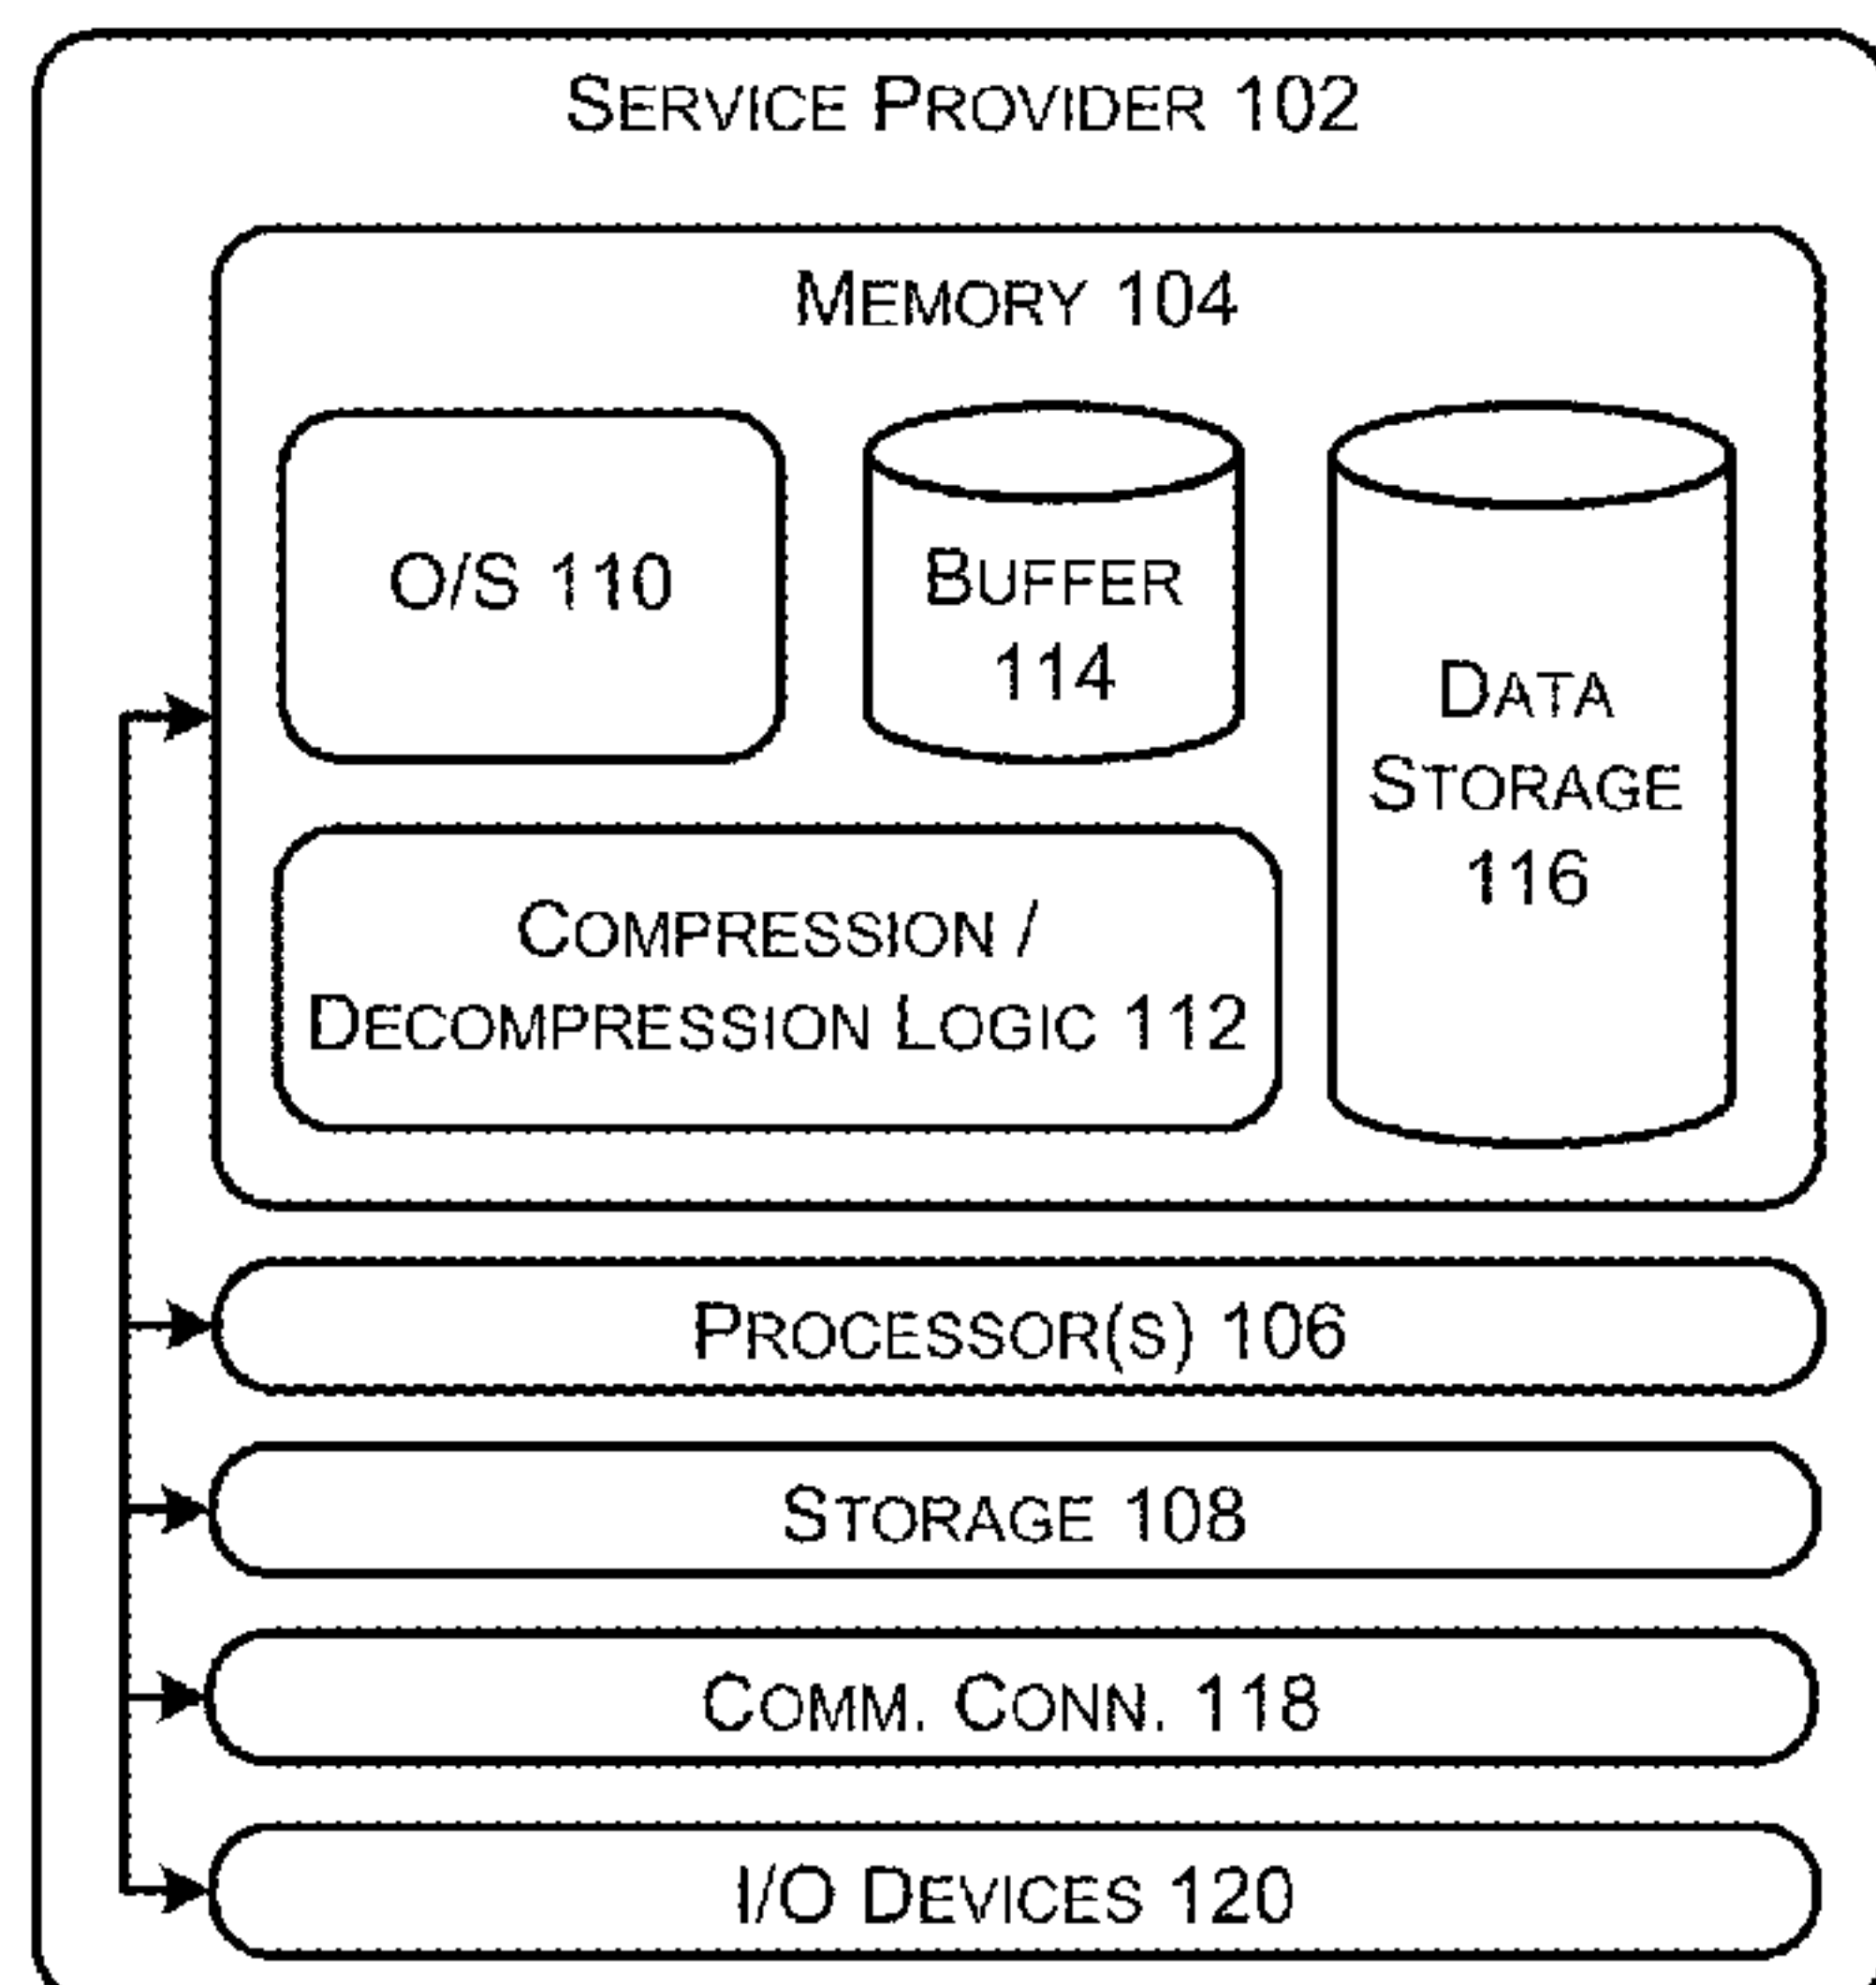 SERVICE PROVIDER 102
MEMORY 104
O/S 110
BUFFER
114
DATA
STORAGE
116
COMPRESSION /
DECOMPRESSION LOGIC 112
PROCESSOR(S) 106
STORAGE 108
COMM. CONN. 118
I/O DEVICES 120